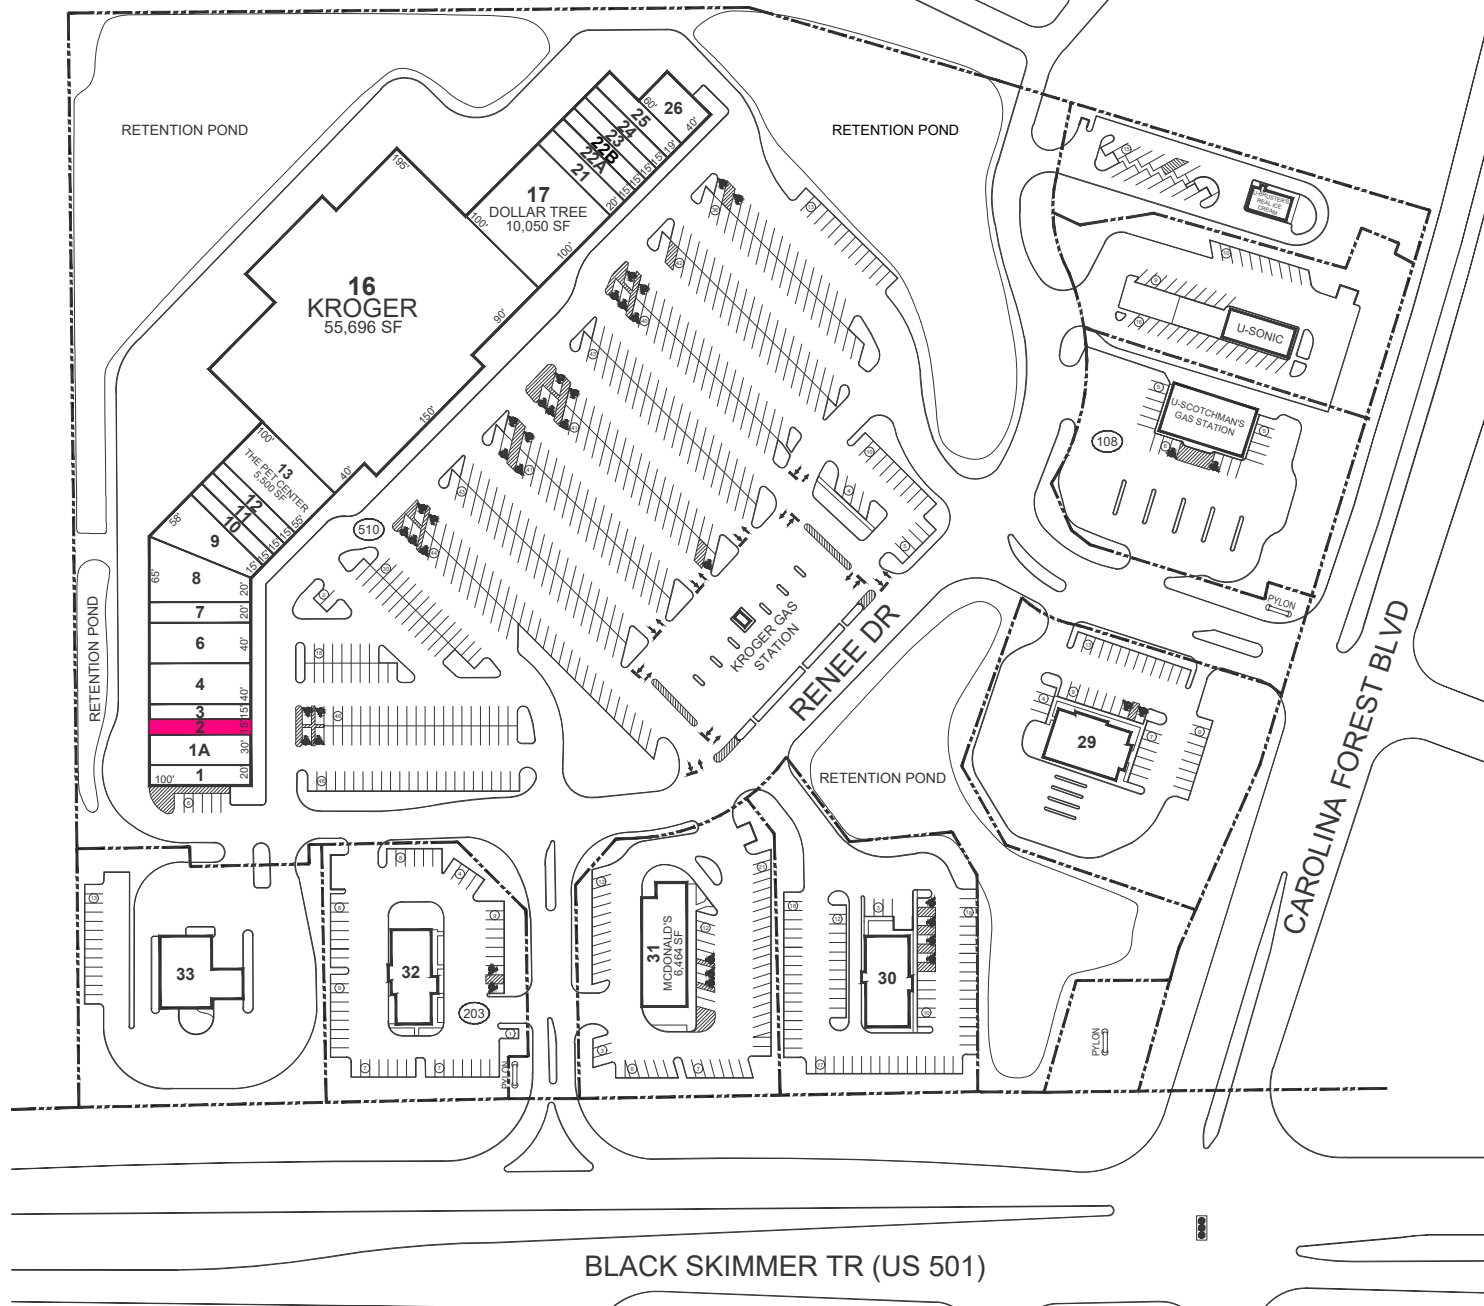 RETENTION POND
RETENTION POND
195'
60'
26
40'
25
24
23
22B
22A
21
19'
15'
15'
15'
15'
20'
17
DOLLAR TREE
10,050 SF
100'
100'
16
KROGER
55,696 SF
90'
150'
40'
U-BRUSTER'S
REAL ICE
CREAM
U-SONIC
U-SCOTCHMAN'S
GAS STATION
108
100'
13
THE PET CENTER
5,500 SF
55'
12
11
10
15'
15'
15'
15'
58'
9
510
65'
8
20'
7
20'
6
40'
4
40'
3
15'
2
15'
1A
30'
100'
1
20'
RETENTION POND
KROGER GAS
STATION
RENEE DR
PYLON
RETENTION POND
29
CAROLINA FOREST BLVD
33
32
203
PYLON
31
MCDONALD'S
6,464 SF
30
PYLON
BLACK SKIMMER TR (US 501)